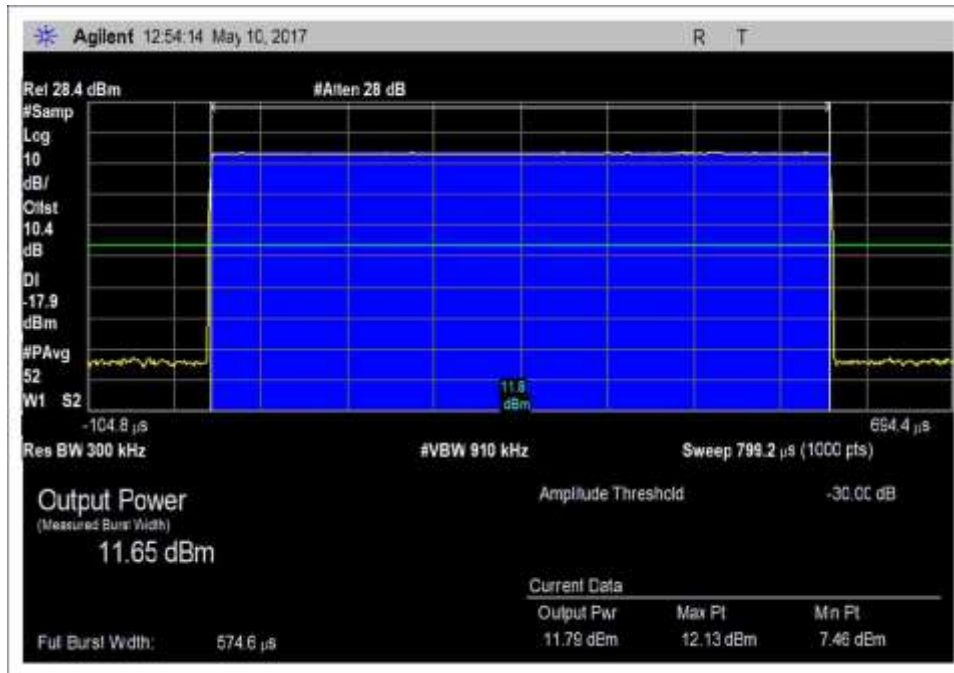 Agilent 12:54:14 May 10, 2017 R T
Ref 28.4 dBm #Atten 28 dB
#Samp
Log
10
dB/
Offst
10.4
dB
DI
-17.9
dBm
#PAvg
52
W1 S2
11.8
dBm
-104.8 µs 694.4 µs
Res BW 300 kHz #VBW 910 kHz Sweep 799.2 µs (1000 pts)
Output Power
(Measured Burst Width)
11.65 dBm
Amplitude Threshold -30.00 dB
Current Data
Output Pwr Max Pt Min Pt
11.79 dBm 12.13 dBm 7.46 dBm
Full Burst Width: 574.6 µs